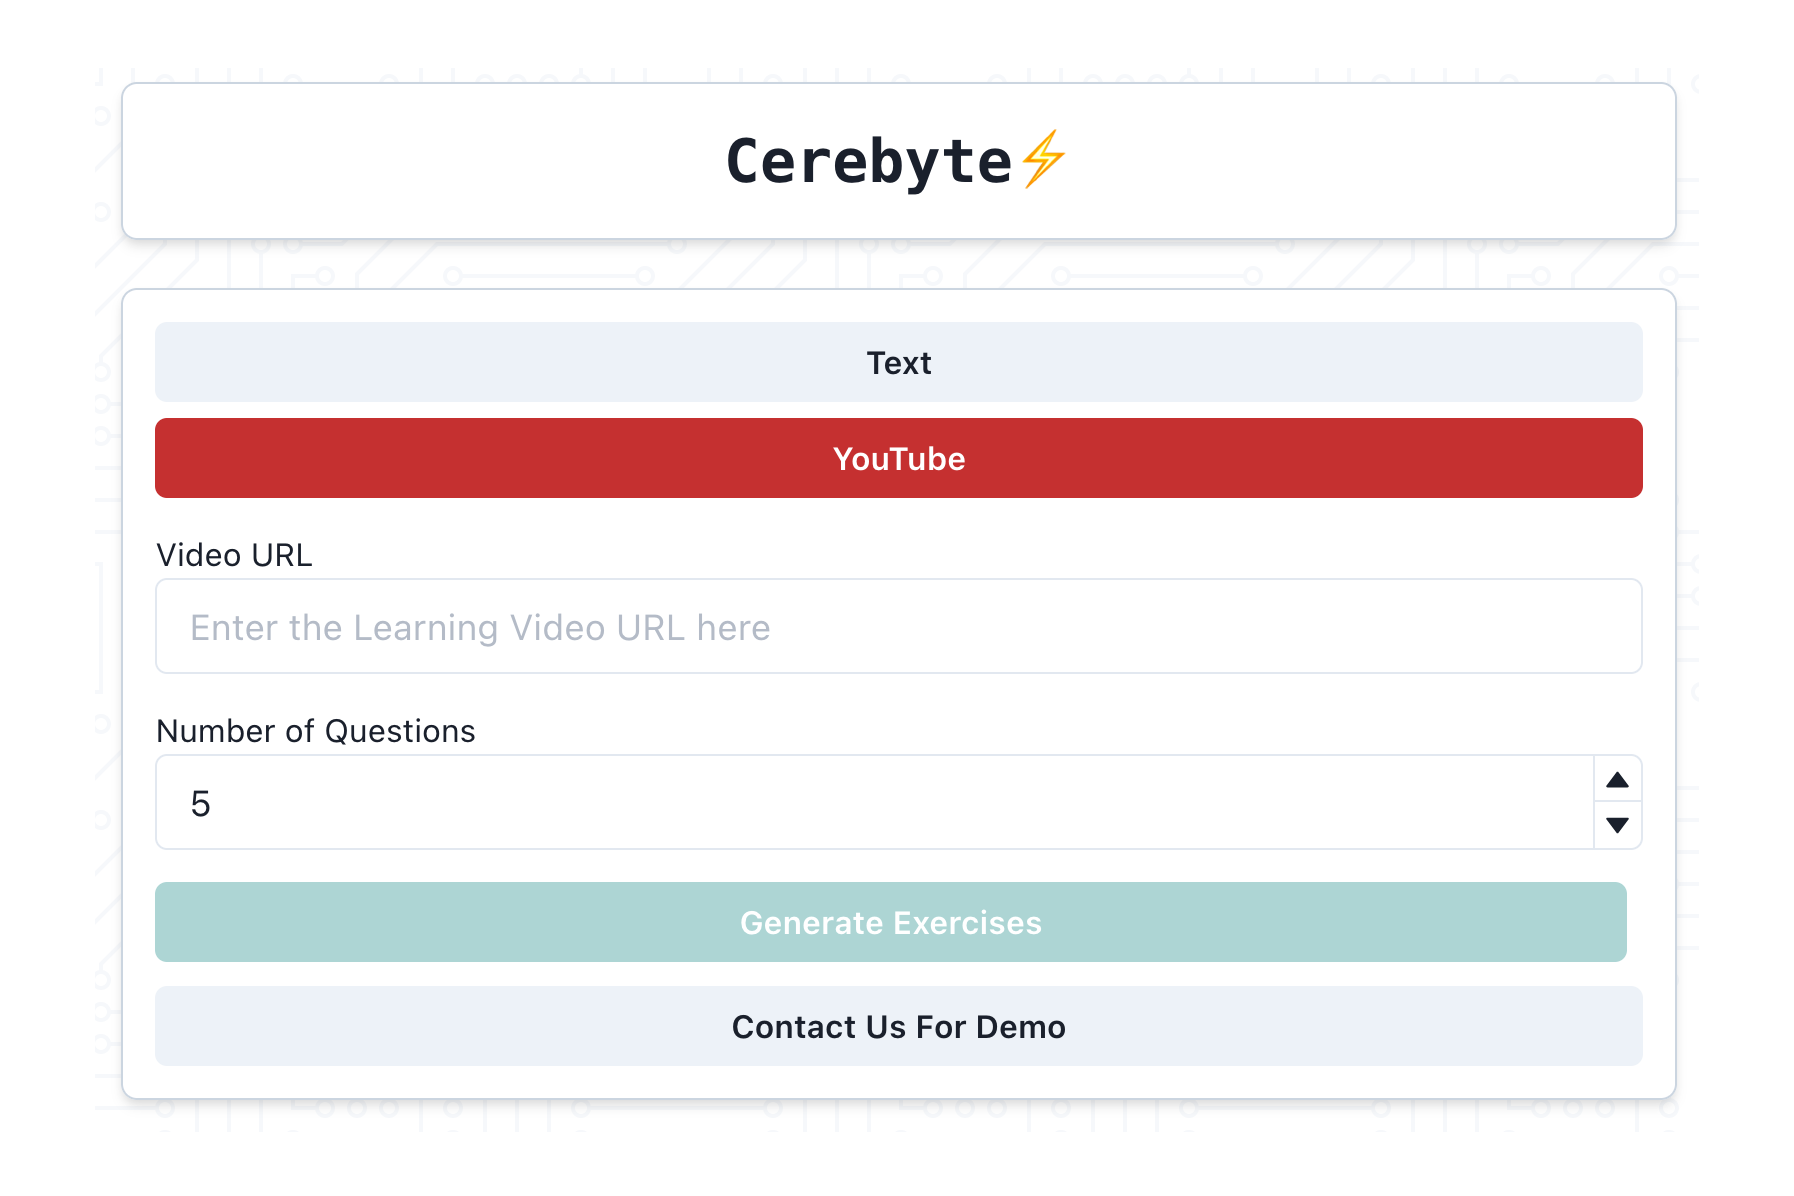 Cerebyte⚡
Text
YouTube
Video URL
Enter the Learning Video URL here
Number of Questions
5
Generate Exercises
Contact Us For Demo